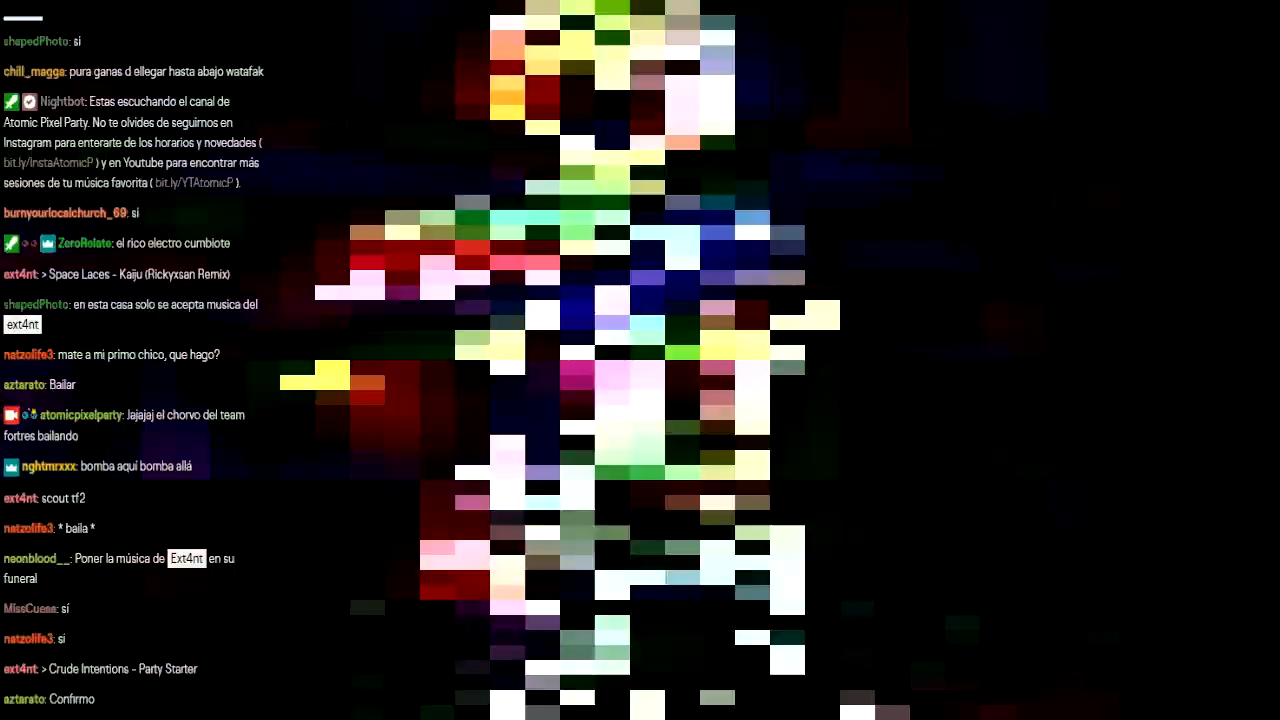 shapedPhoto: si
chill_magga: pura ganas d ellegar hasta abajo watafak
Nightbot: Estas escuchando el canal de
Atomic Pixel Party. No te olvides de seguirnos en
Instagram para enterarte de los horarios y novedades (
bit.ly/InstaAtomicP ) y en Youtube para encontrar más
sesiones de tu música favorita ( bit.ly/YTAtomicP ).
burnyourlocalchurch_69: si
ZeroRelato: el rico electro cumbiote
ext4nt: > Space Laces - Kaiju (Rickyxsan Remix)
shapedPhoto: en esta casa solo se acepta musica del
ext4nt
natzolife3: mate a mi primo chico, que hago?
aztarato: Bailar
atomicpixelparty: Jajajaj el chorvo del team
fortres bailando
nghtmrxxx: bomba aquí bomba allá
ext4nt: scout tf2
natzolife3: * baila *
neonblood__: Poner la música de Ext4nt en su
funeral
MissCuese: sí
natzolife3: si
ext4nt: > Crude Intentions - Party Starter
aztarato: Confirmo